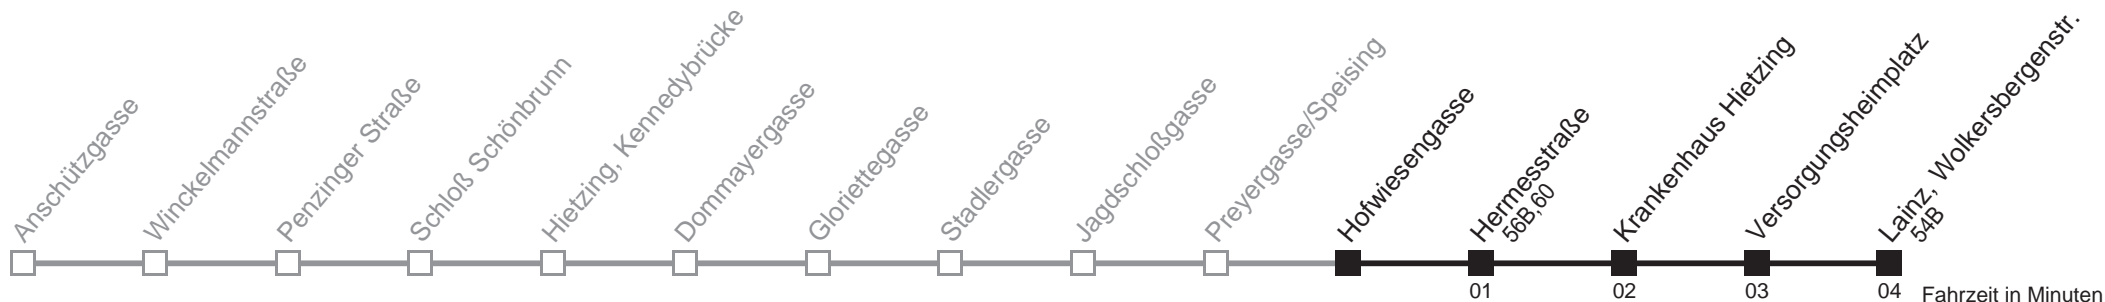 Anschützgasse
Winckelmannstraße
Penzinger Straße
Schloß Schönbrunn
Hietzing, Kennedybrücke
Dommayergasse
Gloriettegasse
Stadlergasse
Jagdschloßgasse
Preyergasse/Speising
Hofwiesengasse
Hermesstraße
56B,60
Krankenhaus Hietzing
Versorgungsheimplatz
Lainz, Wolkersbergenstr.
54B
01 02 03 04 Fahrzeit in Minuten